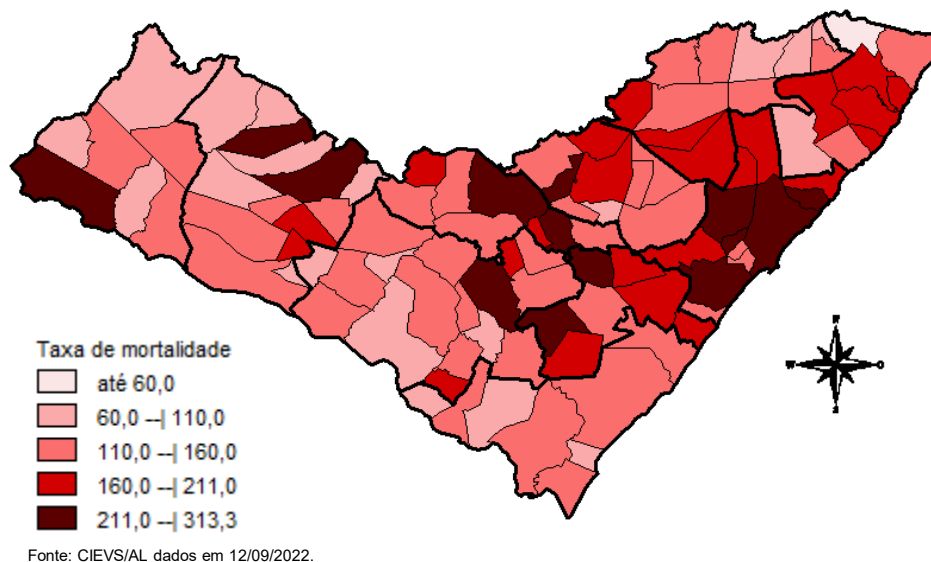 Taxa de mortalidade
até 60,0
60,0 --| 110,0
110,0 --| 160,0
160,0 --| 211,0
211,0 --| 313,3
Fonte: CIEVS/AL dados em 12/09/2022.